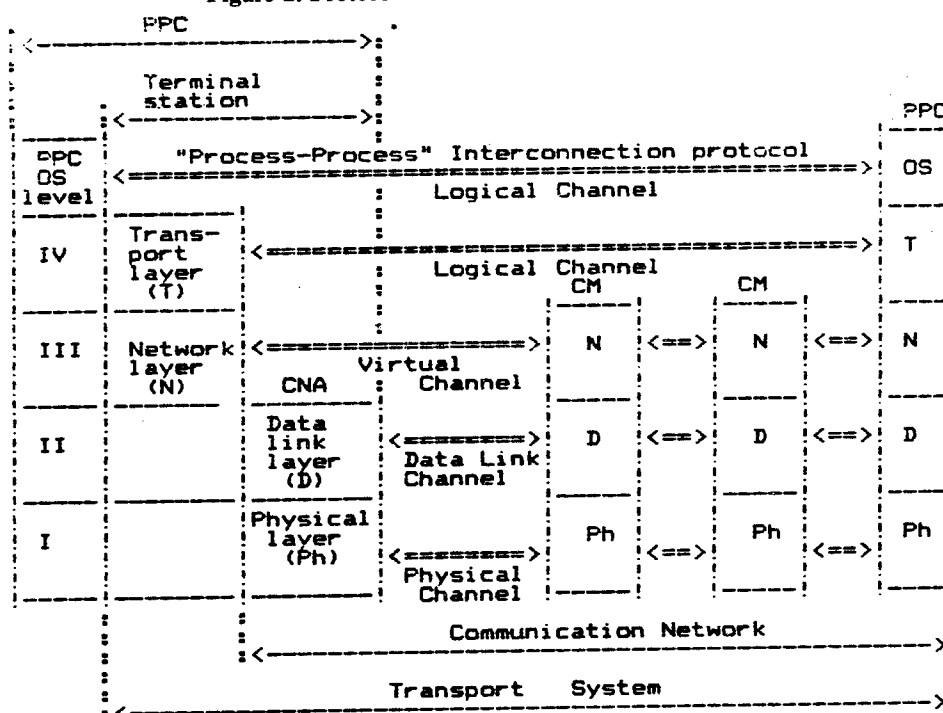 PPC
Terminal
station
PPC
PPC
OS
level
"Process-Process" Interconnection protocol
Logical Channel
OS
IV
Trans-
port
layer
(T)
Logical Channel
T
CM
CM
III
Network
layer
(N)
Virtual
Channel
N
N
N
CNA
II
Data
link
layer
(D)
Data Link
Channel
D
D
D
I
Physical
layer
(Ph)
Physical
Channel
Ph
Ph
Ph
Communication Network
Transport System